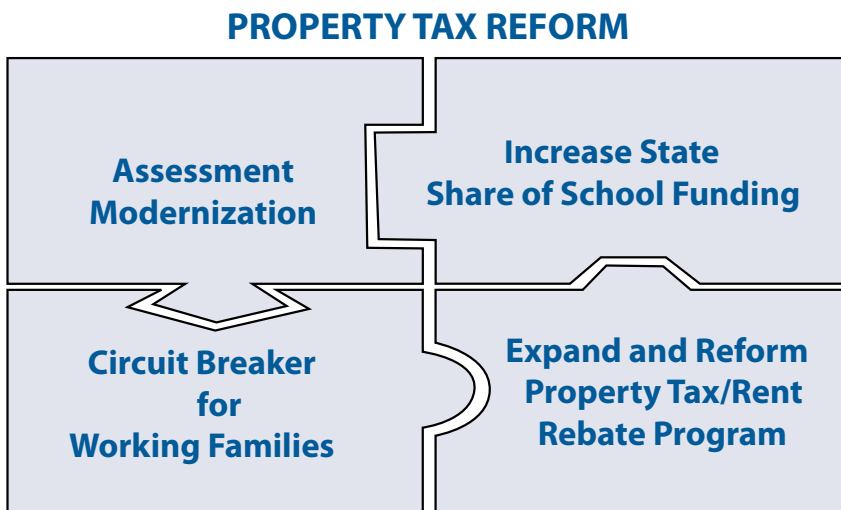 PROPERTY TAX REFORM
Assessment
Modernization
Increase State
Share of School Funding
Circuit Breaker
for
Working Families
Expand and Reform
Property Tax/Rent
Rebate Program